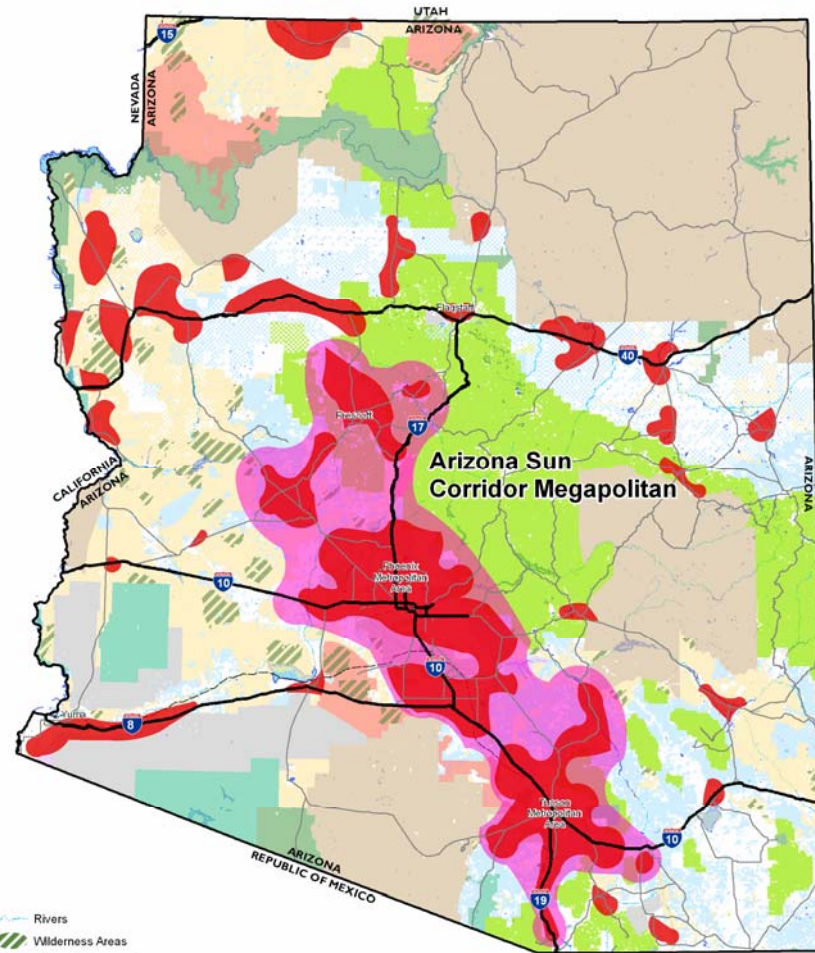 UTAH
ARIZONA
15
NEVADA
ARIZONA
Flagstaff
40
Prescott
17
Arizona Sun
Corridor Megapolitan
CALIFORNIA
ARIZONA
ARIZONA
Phoenix
Metropolitan
Area
10
10
Yuma
8
Tucson
Metropolitan
Area
10
ARIZONA
REPUBLIC OF MEXICO
19
Rivers
Wilderness Areas